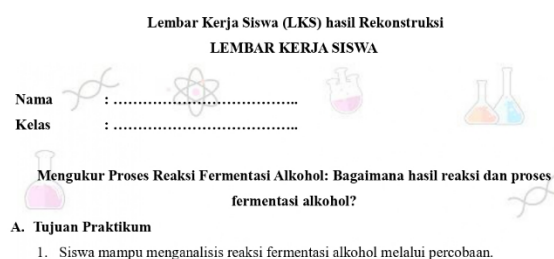 Lembar Kerja Siswa (LKS) hasil Rekonstruksi
LEMBAR KERJA SISWA
Nama : ........................................
Kelas : ........................................
Mengukur Proses Reaksi Fermentasi Alkohol: Bagaimana hasil reaksi dan proses
fermentasi alkohol?
A. Tujuan Praktikum
1. Siswa mampu menganalisis reaksi fermentasi alkohol melalui percobaan.